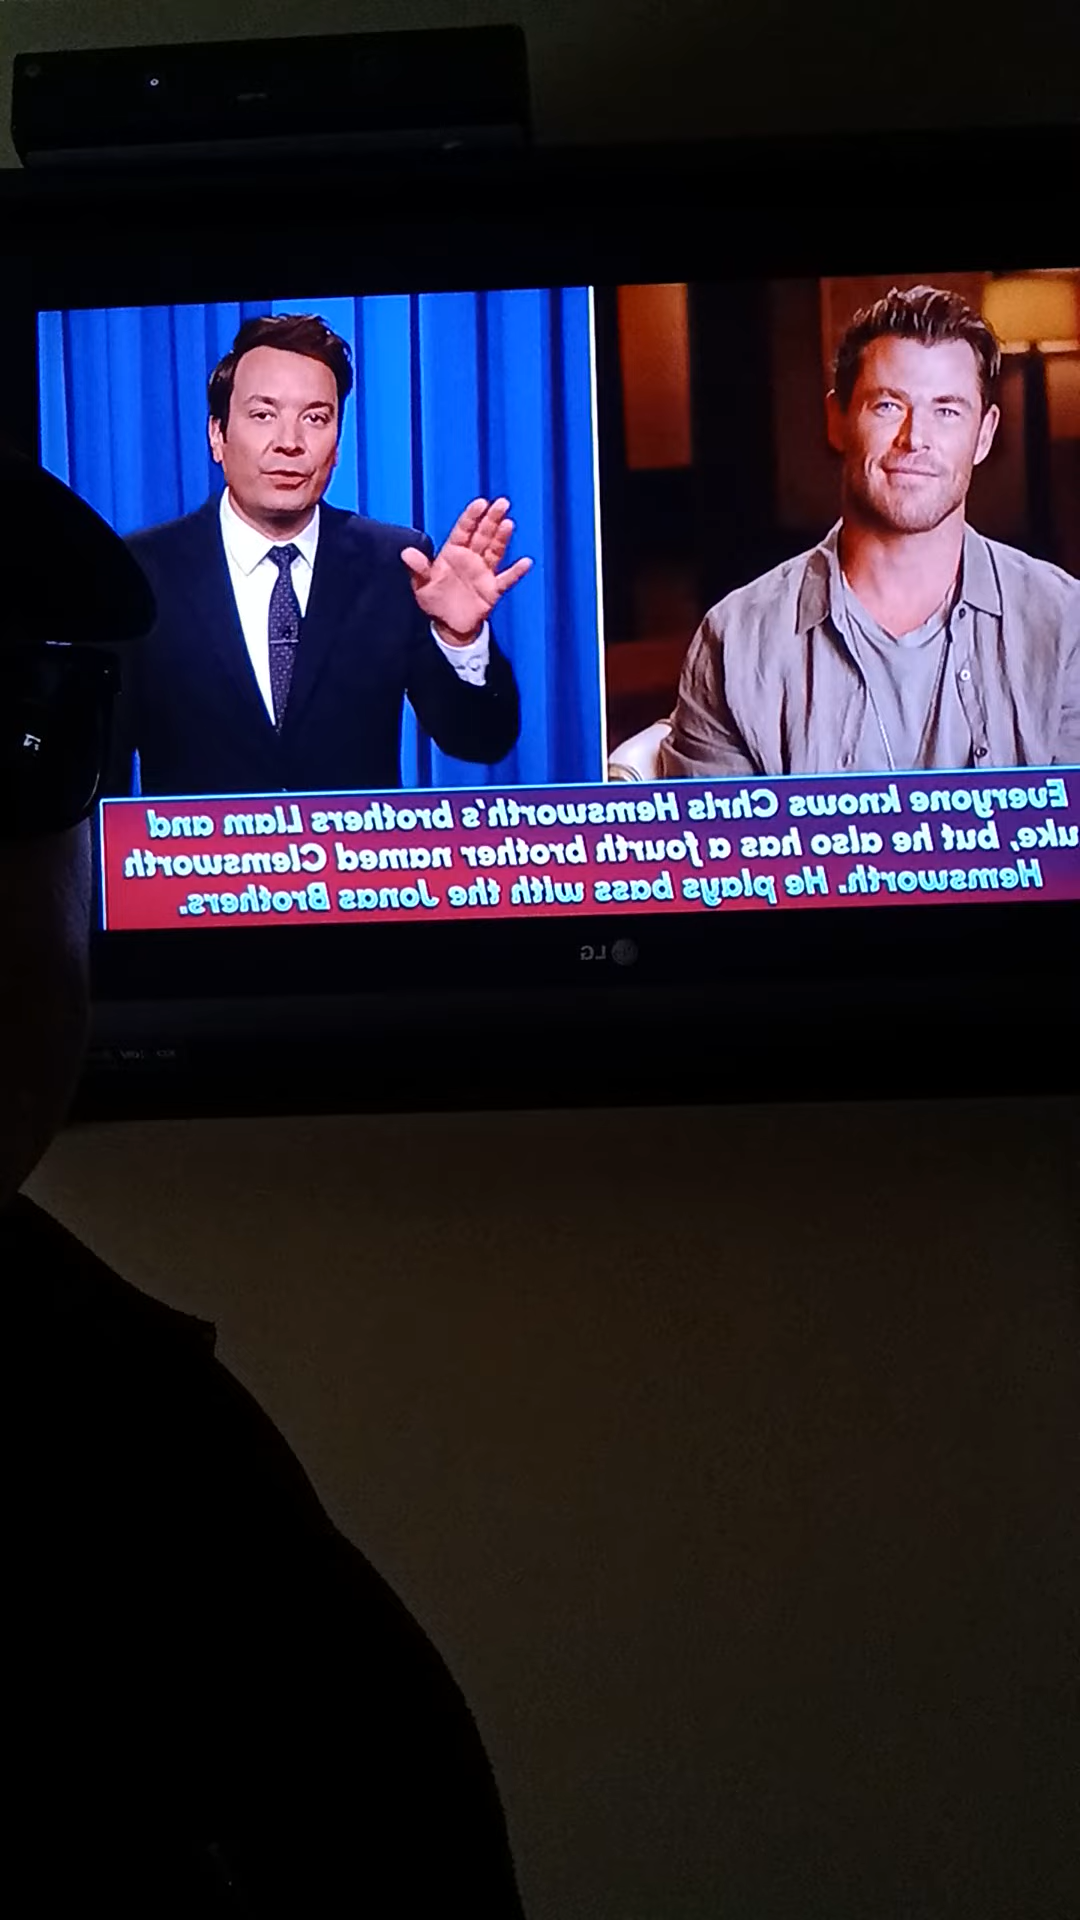 Everyone knows Chris Hemsworth's brothers Liam and
uke, but he also has a fourth brother named Clemsworth
Hemsworth. He plays bass with the Jonas Brothers.
LG